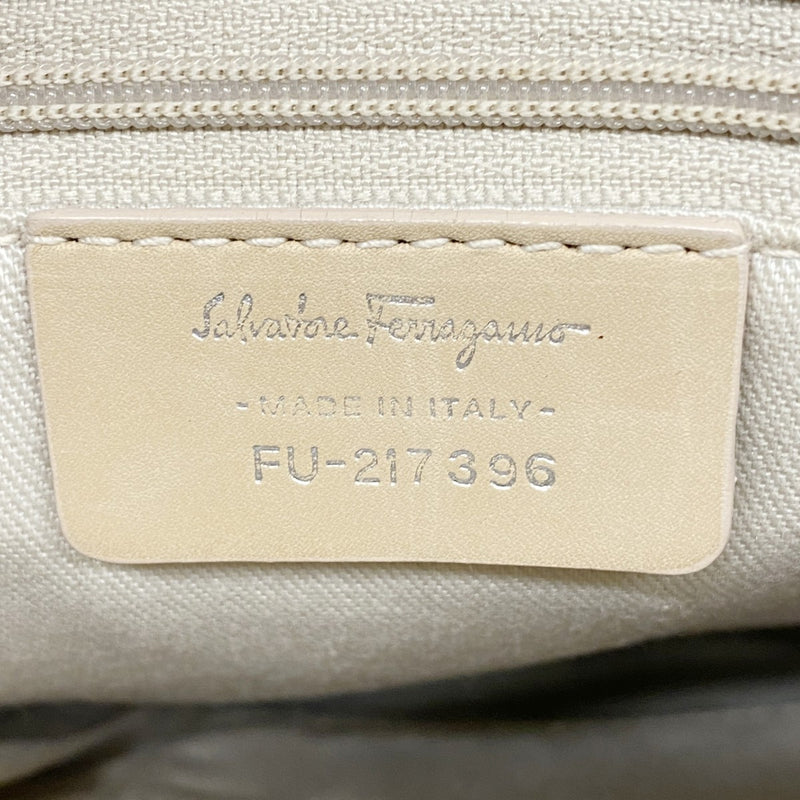 Salvatore Ferragamo
- MADE IN ITALY -
FU-217396